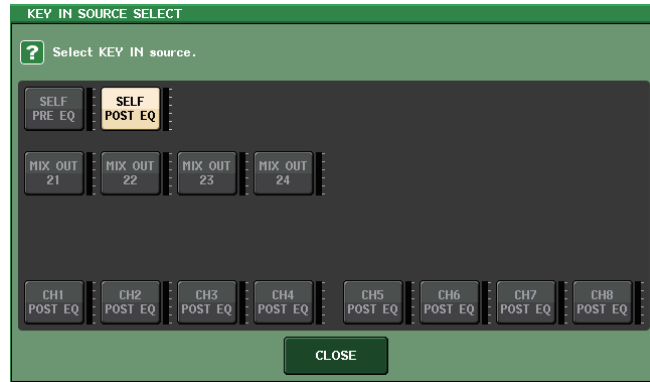 KEY IN SOURCE SELECT
? Select KEY IN source.
SELF PRE EQ
SELF POST EQ
MIX OUT 21
MIX OUT 22
MIX OUT 23
MIX OUT 24
CH1 POST EQ
CH2 POST EQ
CH3 POST EQ
CH4 POST EQ
CH5 POST EQ
CH6 POST EQ
CH7 POST EQ
CH8 POST EQ
CLOSE